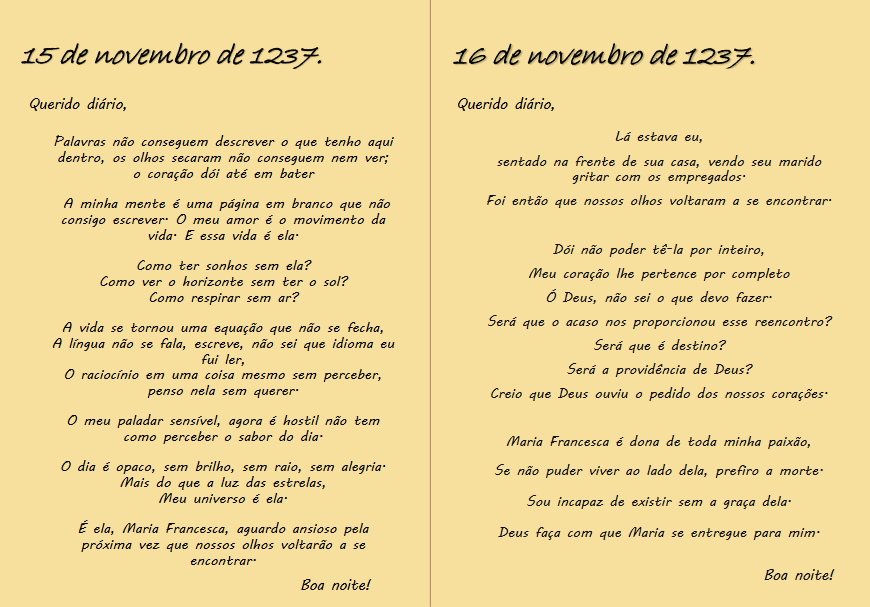 15 de novembro de 1237.
Querido diário,
Palavras não conseguem descrever o que tenho aqui
dentro, os olhos secaram não conseguem nem ver;
o coração dói até em bater
A minha mente é uma página em branco que não
consigo escrever. O meu amor é o movimento da
vida. E essa vida é ela.
Como ter sonhos sem ela?
Como ver o horizonte sem ter o sol?
Como respirar sem ar?
A vida se tornou uma equação que não se fecha,
A língua não se fala, escreve, não sei que idioma eu
fui ler,
O raciocínio em uma coisa mesmo sem perceber,
penso nela sem querer.
O meu paladar sensível, agora é hostil não tem
como perceber o sabor do dia.
O dia é opaco, sem brilho, sem raio, sem alegria.
Mais do que a luz das estrelas,
Meu universo é ela.
É ela, Maria Francesca, aguardo ansioso pela
próxima vez que nossos olhos voltarão a se
encontrar.
Boa noite!
16 de novembro de 1237.
Querido diário,
Lá estava eu,
sentado na frente de sua casa, vendo seu marido
gritar com os empregados.
Foi então que nossos olhos voltaram a se encontrar.
Dói não poder tê-la por inteiro,
Meu coração lhe pertence por completo
Ó Deus, não sei o que devo fazer.
Será que o acaso nos proporcionou esse reencontro?
Será que é destino?
Será a providência de Deus?
Creio que Deus ouviu o pedido dos nossos corações.
Maria Francesca é dona de toda minha paixão,
Se não puder viver ao lado dela, prefiro a morte.
Sou incapaz de existir sem a graça dela.
Deus faça com que Maria se entregue para mim.
Boa noite!